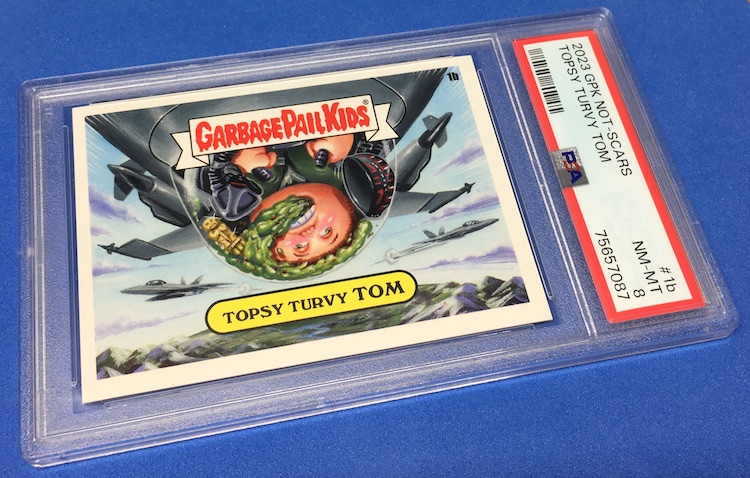 1b
GARBAGE PAIL KIDS®
TOPSY TURVY TOM
2023 GPK NOT-SCARS
TOPSY TURVY TOM
#1b
NM-MT
8
PSA
75657087